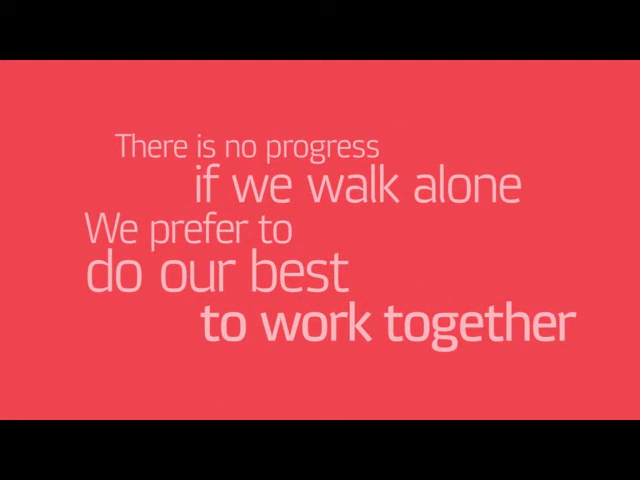 There is no progress
if we walk alone
We prefer to
do our best
to work together